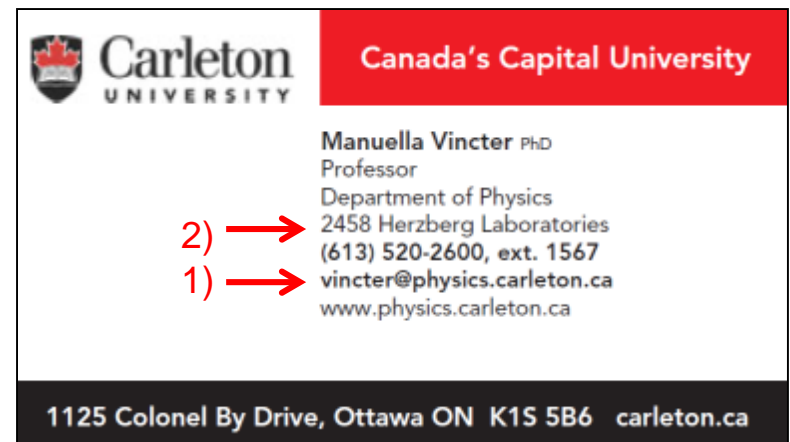 Carleton
UNIVERSITY
Canada's Capital University
Manuella Vincter PhD
Professor
Department of Physics
2) 2458 Herzberg Laboratories
(613) 520-2600, ext. 1567
1) vincter@physics.carleton.ca
www.physics.carleton.ca
1125 Colonel By Drive, Ottawa ON K1S 5B6 carleton.ca